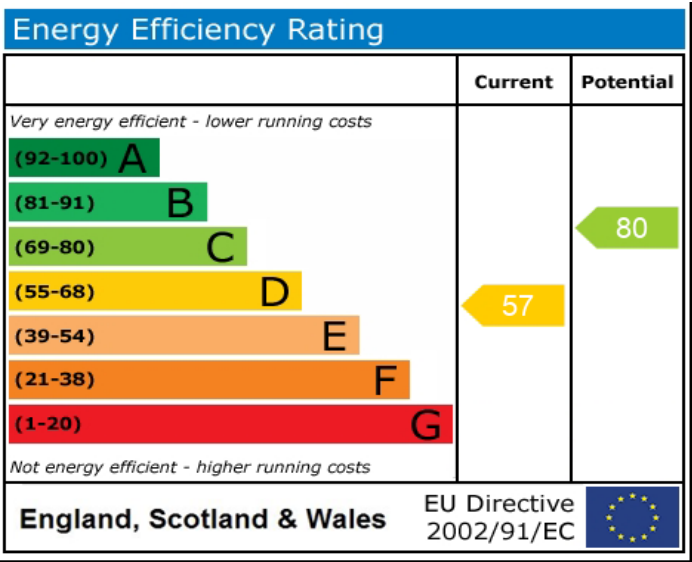 Energy Efficiency Rating
Current Potential
Very energy efficient - lower running costs
(92-100) A
(81-91) B
(69-80) C
80
(55-68) D
57
(39-54) E
(21-38) F
(1-20) G
Not energy efficient - higher running costs
England, Scotland & Wales
EU Directive
2002/91/EC